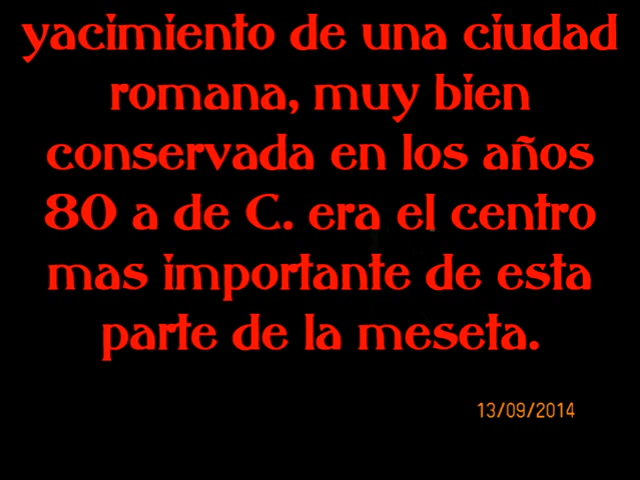 yacimiento de una ciudad
romana, muy bien
conservada en los años
80 a de C. era el centro
mas importante de esta
parte de la meseta.
13/09/2014